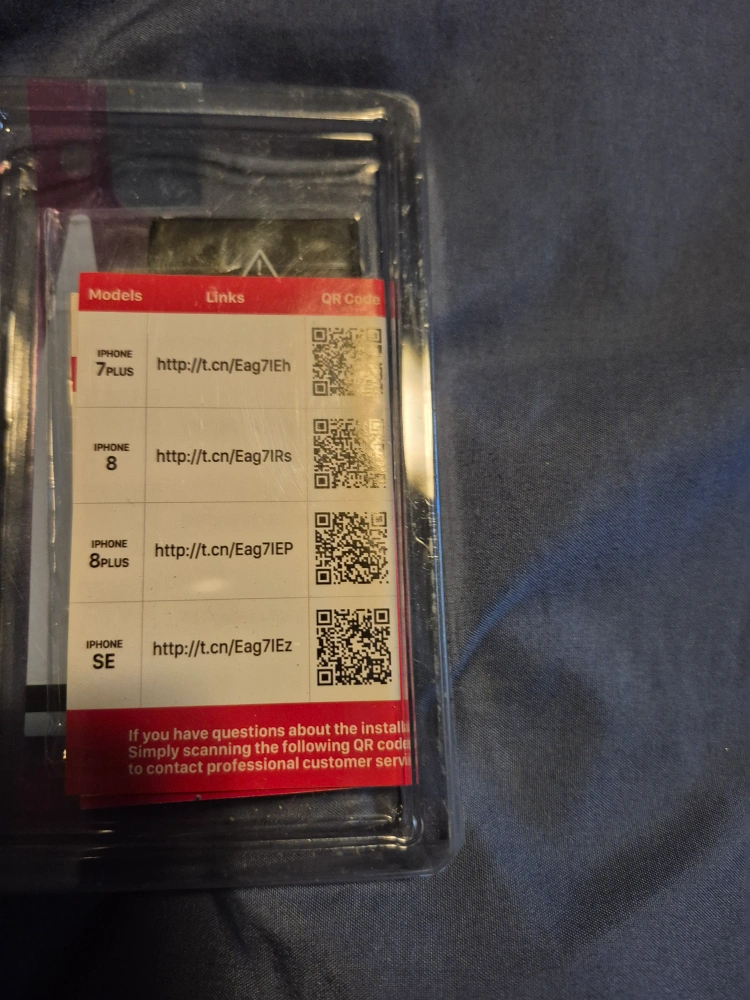 Models Links QR Code
IPHONE
7PLUS
http://t.cn/Eag7IEh
IPHONE
8
http://t.cn/Eag7IRs
IPHONE
8PLUS
http://t.cn/Eag7IEP
IPHONE
SE
http://t.cn/Eag7IEz
If you have questions about the
Simply scanning the following QR code
to contact professional customer